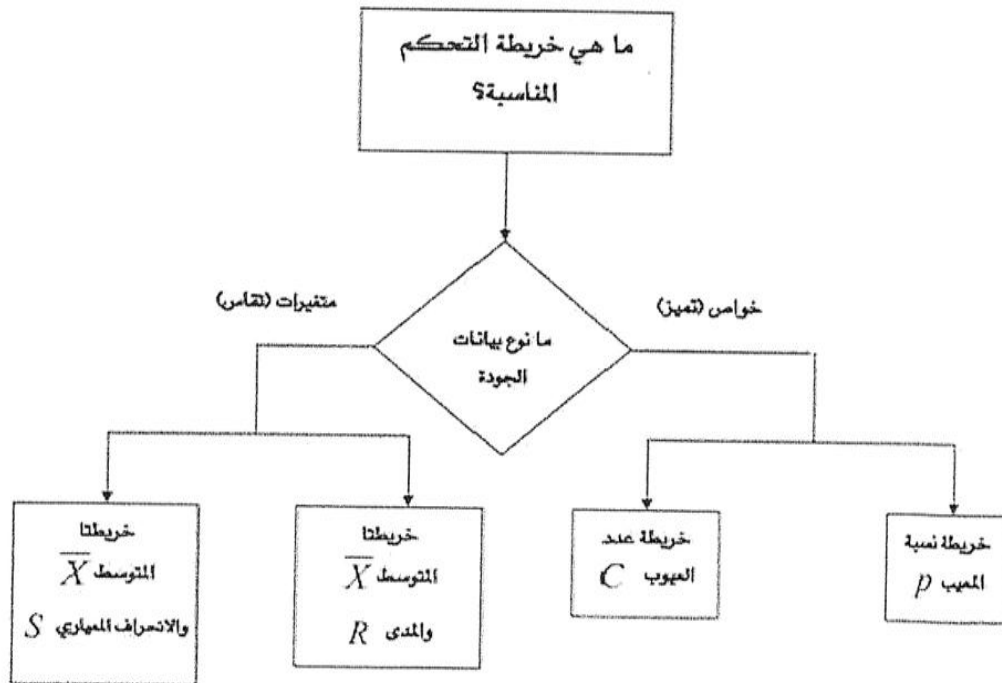 ما هي خريطة التحكم
المناسبة؟
خواص (تميز)
متغيرات (تقاس)
ما نوع بيانات
الجودة
خريطة نسبة
المعيب p
خريطة عدد
العيوب C
خريطتا
المتوسط X̅
والمدى R
خريطتا
المتوسط X̅
والانحراف المعياري S